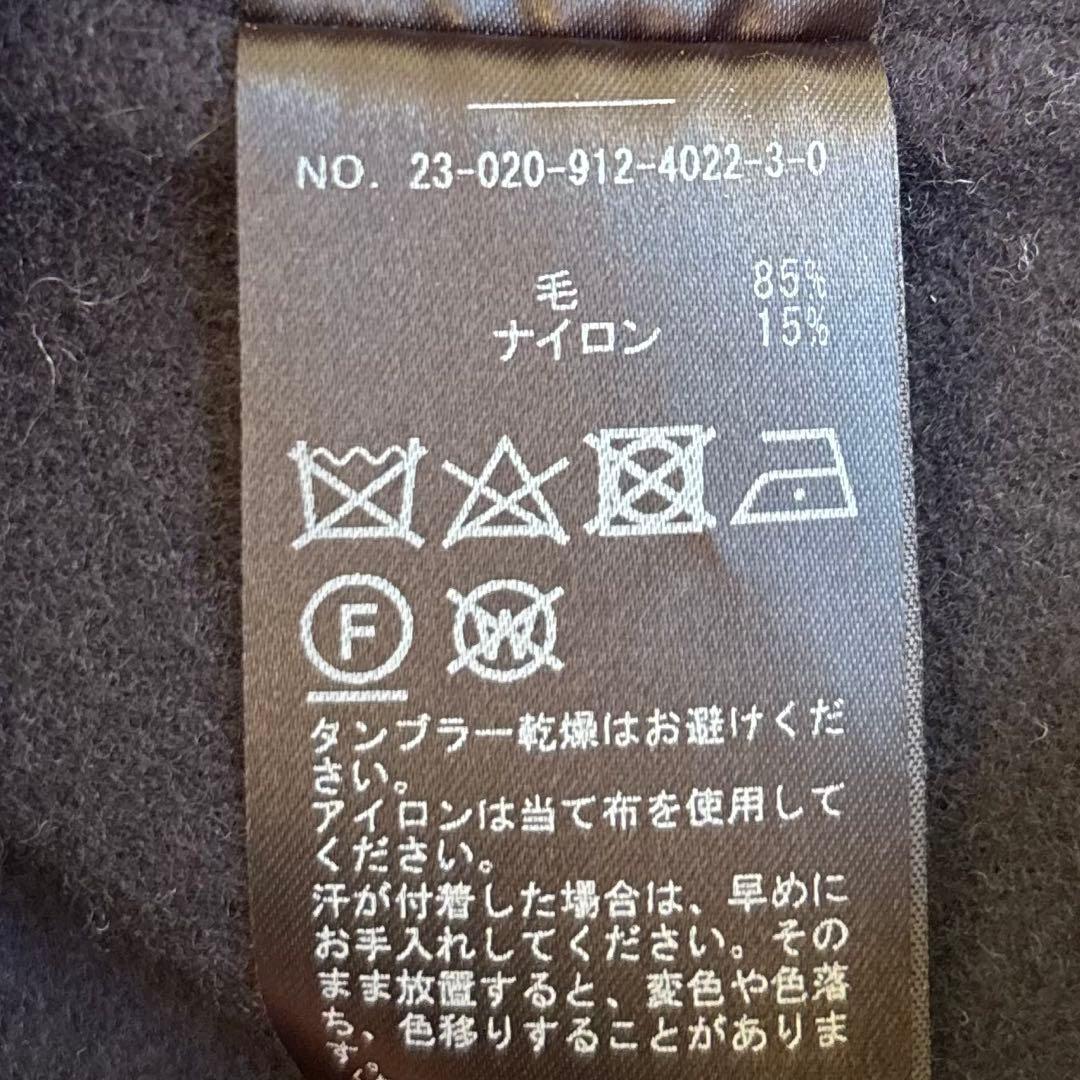 NO. 23-020-912-4022-3-0
毛 85%
ナイロン 15%
F
W
タンブラー乾燥はお避けくだ
さい。
アイロンは当て布を使用して
ください。
汗が付着した場合は、早めに
お手入れしてください。その
まま放置すると、変色や色落
ち、色移りすることがありま
す。